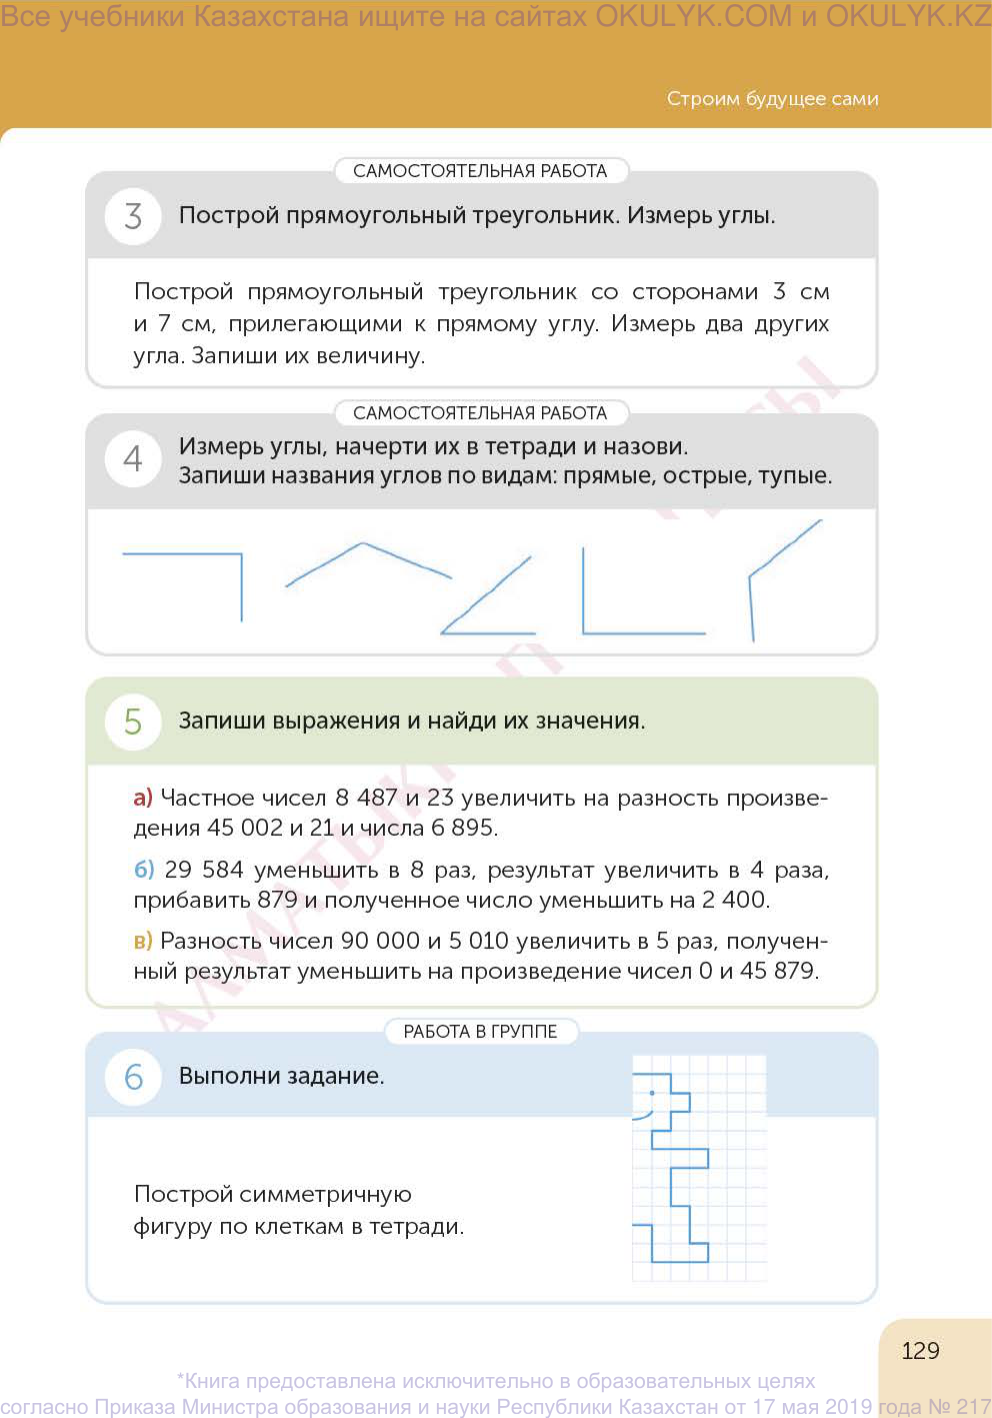 Все учебники Казахстана ищите на сайтах OKULYK.COM и OKULYK.KZ
Строим будущее сами
САМОСТОЯТЕЛЬНАЯ РАБОТА
3
Построй прямоугольный треугольник. Измерь углы.
Построй прямоугольный треугольник со сторонами 3 см
и 7 см, прилегающими к прямому углу. Измерь два других
угла. Запиши их величину.
САМОСТОЯТЕЛЬНАЯ РАБОТА
4
Измерь углы, начерти их в тетради и назови.
Запиши названия углов по видам: прямые, острые, тупые.
5
Запиши выражения и найди их значения.
а) Частное чисел 8 487 и 23 увеличить на разность произве-
дения 45 002 и 21 и числа 6 895.
б) 29 584 уменьшить в 8 раз, результат увеличить в 4 раза,
прибавить 879 и полученное число уменьшить на 2 400.
в) Разность чисел 90 000 и 5 010 увеличить в 5 раз, получен-
ный результат уменьшить на произведение чисел 0 и 45 879.
РАБОТА В ГРУППЕ
6
Выполни задание.
Построй симметричную
фигуру по клеткам в тетради.
129
*Книга предоставлена исключительно в образовательных целях
согласно Приказа Министра образования и науки Республики Казахстан от 17 мая 2019 года № 217